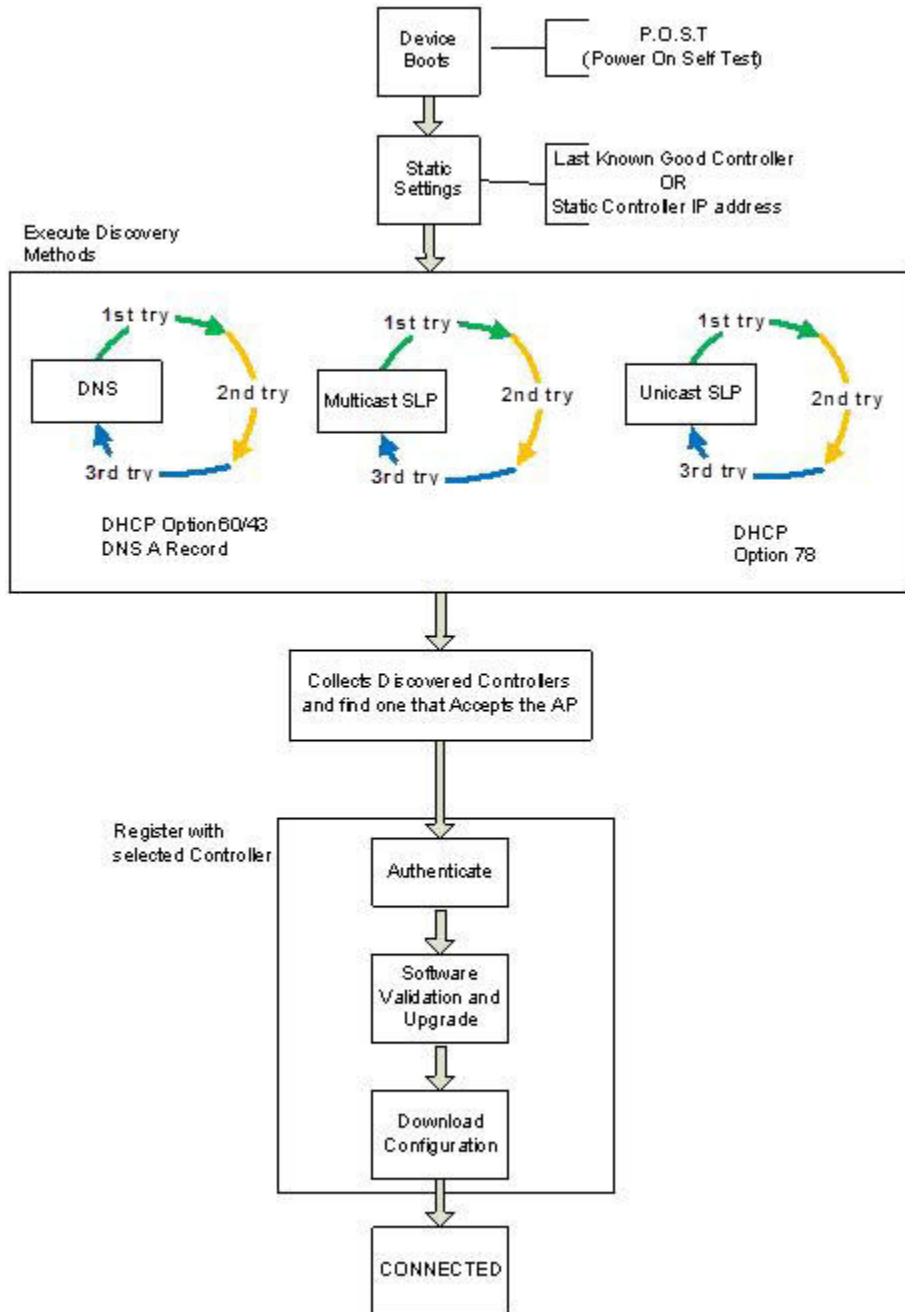 Device
Boots
P.O.S.T
(Power On Self Test)
Static
Settings
Last Known Good Controller
OR
Static Controller IP address
Execute Discovery
Methods
1st try
DNS
2nd try
3rd try
DHCP Option 60/43
DNS A Record
1st try
Multicast SLP
2nd try
3rd try
1st try
Unicast SLP
2nd try
3rd try
DHCP
Option 78
Collects Discovered Controllers
and find one that Accepts the AP
Register with
selected Controller
Authenticate
Software
Validation and
Upgrade
Download
Configuration
CONNECTED